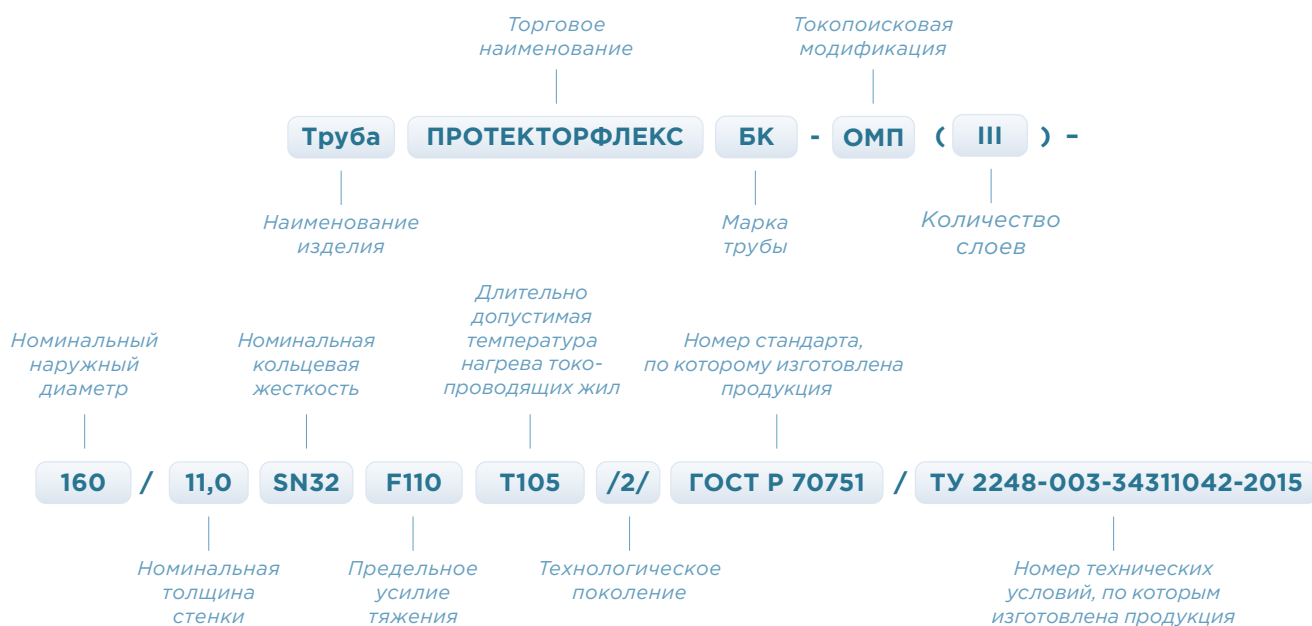 Торговое
наименование
Токопоисковая
модификация
Труба ПРОТЕКТОРФЛЕКС БК - ОМП ( III ) –
Наименование
изделия
Марка
трубы
Количество
слоев
Номинальный
наружный
диаметр
Номинальная
кольцевая
жесткость
Длительно
допустимая
температура
нагрева токо-
проводящих жил
Номер стандарта,
по которому изготовлена
продукция
160 / 11,0 SN32 F110 T105 /2/ ГОСТ Р 70751 / ТУ 2248-003-34311042-2015
Номинальная
толщина
стенки
Предельное
усилие
тяжения
Технологическое
поколение
Номер технических
условий, по которым
изготовлена продукция